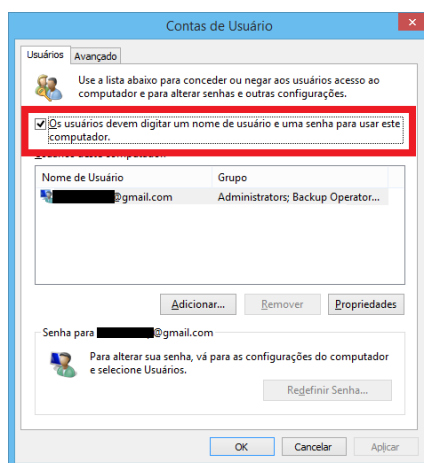 Contas de Usuário
Usuários
Avançado
Use a lista abaixo para conceder ou negar aos usuários acesso ao
computador e para alterar senhas e outras configurações.
Os usuários devem digitar um nome de usuário e uma senha para usar este
computador.
Nome de Usuário
Grupo
@gmail.com
Administrators; Backup Operator...
Adicionar...
Remover
Propriedades
Senha para @gmail.com
Para alterar sua senha, vá para as configurações do computador
e selecione Usuários.
Redefinir Senha...
OK
Cancelar
Aplicar